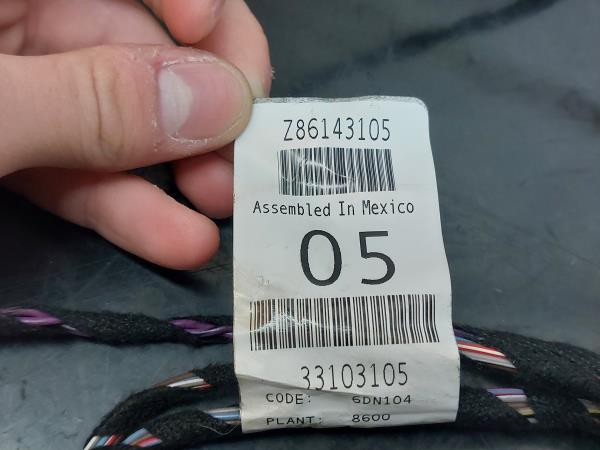 Z86143105
Assembled In Mexico
05
33103105
CODE: 6DN104
PLANT: 8600